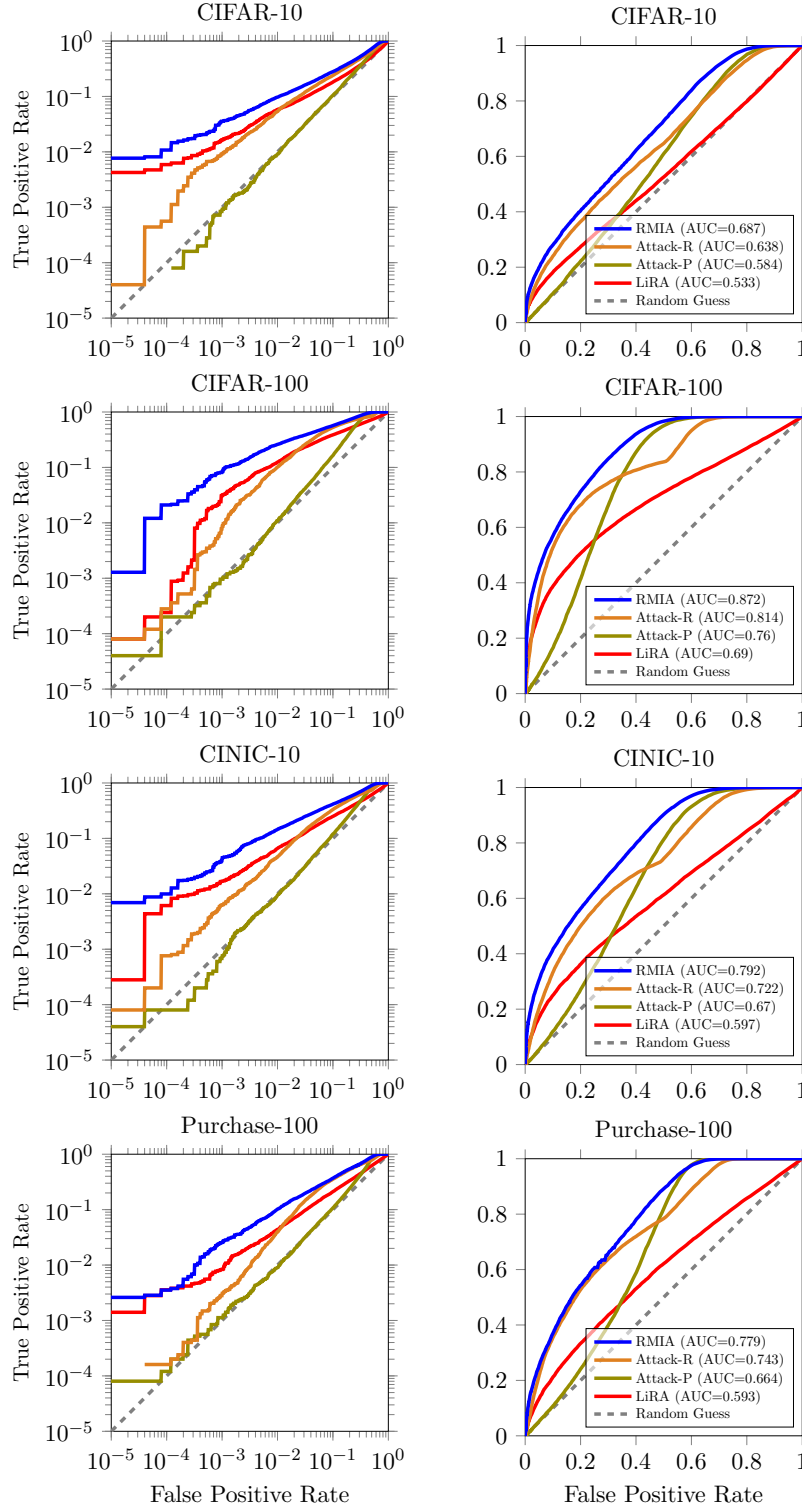 CIFAR-10
CIFAR-10
True Positive Rate
10^0
10^-1
10^-2
10^-3
10^-4
10^-5
10^-5 10^-4 10^-3 10^-2 10^-1 10^0
1
0.8
0.6
0.4
0.2
0
0 0.2 0.4 0.6 0.8 1
RMIA (AUC=0.687)
Attack-R (AUC=0.638)
Attack-P (AUC=0.584)
LiRA (AUC=0.533)
Random Guess
CIFAR-100
CIFAR-100
True Positive Rate
10^0
10^-1
10^-2
10^-3
10^-4
10^-5
10^-5 10^-4 10^-3 10^-2 10^-1 10^0
1
0.8
0.6
0.4
0.2
0
0 0.2 0.4 0.6 0.8 1
RMIA (AUC=0.872)
Attack-R (AUC=0.814)
Attack-P (AUC=0.76)
LiRA (AUC=0.69)
Random Guess
CINIC-10
CINIC-10
True Positive Rate
10^0
10^-1
10^-2
10^-3
10^-4
10^-5
10^-5 10^-4 10^-3 10^-2 10^-1 10^0
1
0.8
0.6
0.4
0.2
0
0 0.2 0.4 0.6 0.8 1
RMIA (AUC=0.792)
Attack-R (AUC=0.722)
Attack-P (AUC=0.67)
LiRA (AUC=0.597)
Random Guess
Purchase-100
Purchase-100
True Positive Rate
10^0
10^-1
10^-2
10^-3
10^-4
10^-5
10^-5 10^-4 10^-3 10^-2 10^-1 10^0
False Positive Rate
1
0.8
0.6
0.4
0.2
0
0 0.2 0.4 0.6 0.8 1
RMIA (AUC=0.779)
Attack-R (AUC=0.743)
Attack-P (AUC=0.664)
LiRA (AUC=0.593)
Random Guess
False Positive Rate